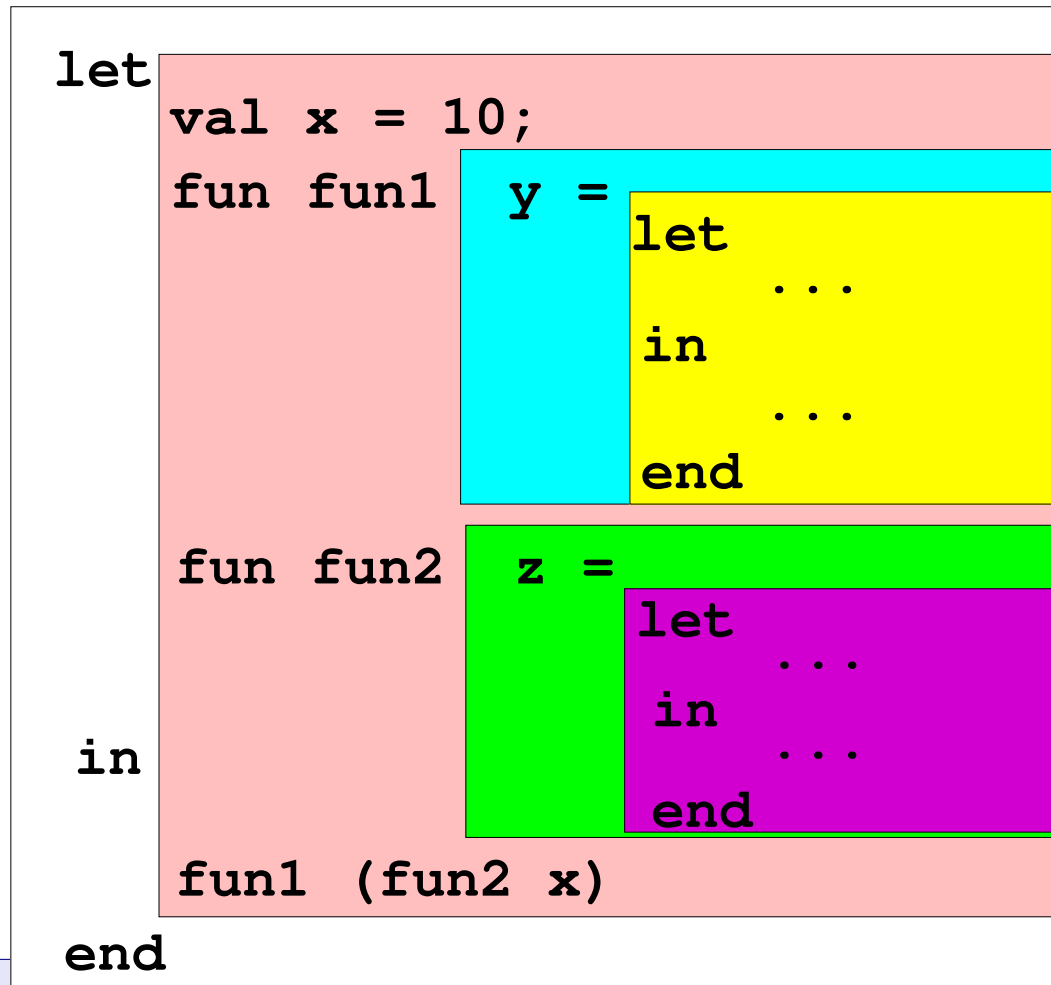 let
val x = 10;
fun fun1 y =
let
...
in
...
end
fun fun2 z =
let
...
in
...
in
end
fun1 (fun2 x)
end